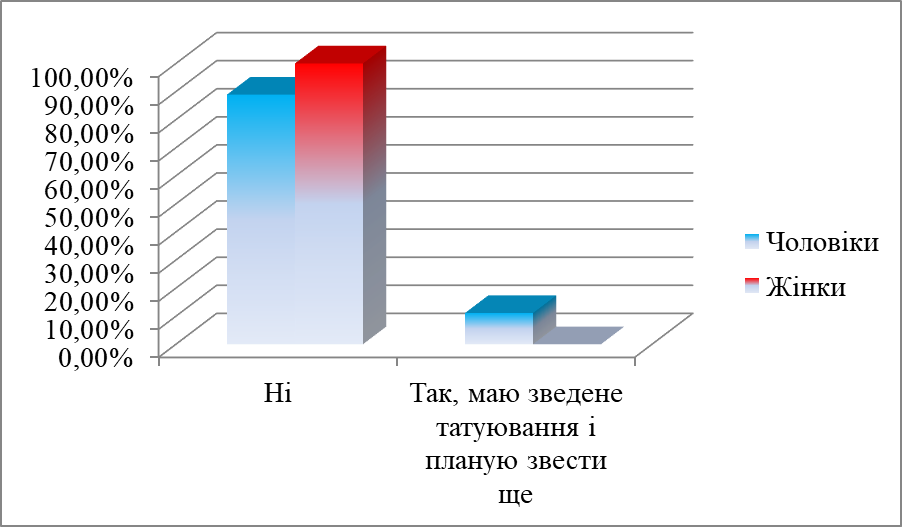 100,00%
90,00%
80,00%
70,00%
60,00%
50,00%
40,00%
30,00%
20,00%
10,00%
0,00%
Ні
Так, маю зведене
татуювання і
планую звести
ще
Чоловіки
Жінки